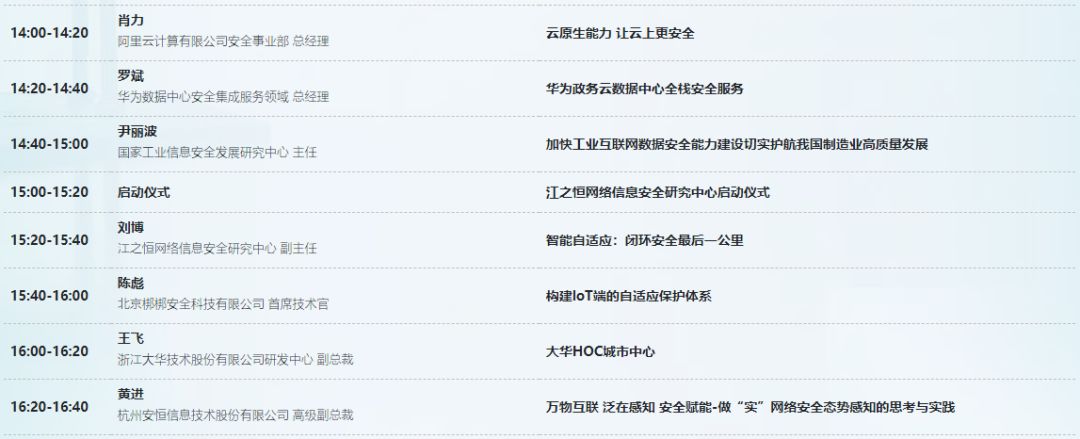 14:00-14:20
肖力
阿里云计算有限公司安全事业部 总经理
云原生能力 让云上更安全
14:20-14:40
罗斌
华为数据中心安全集成服务领域 总经理
华为政务云数据中心全栈安全服务
14:40-15:00
尹丽波
国家工业信息安全发展研究中心 主任
加快工业互联网数据安全能力建设切实护航我国制造业高质量发展
15:00-15:20
启动仪式
江之恒网络信息安全研究中心启动仪式
15:20-15:40
刘博
江之恒网络信息安全研究中心 副主任
智能自适应：闭环安全最后一公里
15:40-16:00
陈彪
北京梆梆安全科技有限公司 首席技术官
构建IoT端的自适应保护体系
16:00-16:20
王飞
浙江大华技术股份有限公司研发中心 副总裁
大华HOC城市中心
16:20-16:40
黄进
杭州安恒信息技术股份有限公司 高级副总裁
万物互联 泛在感知 安全赋能-做“实”网络安全态势感知的思考与实践